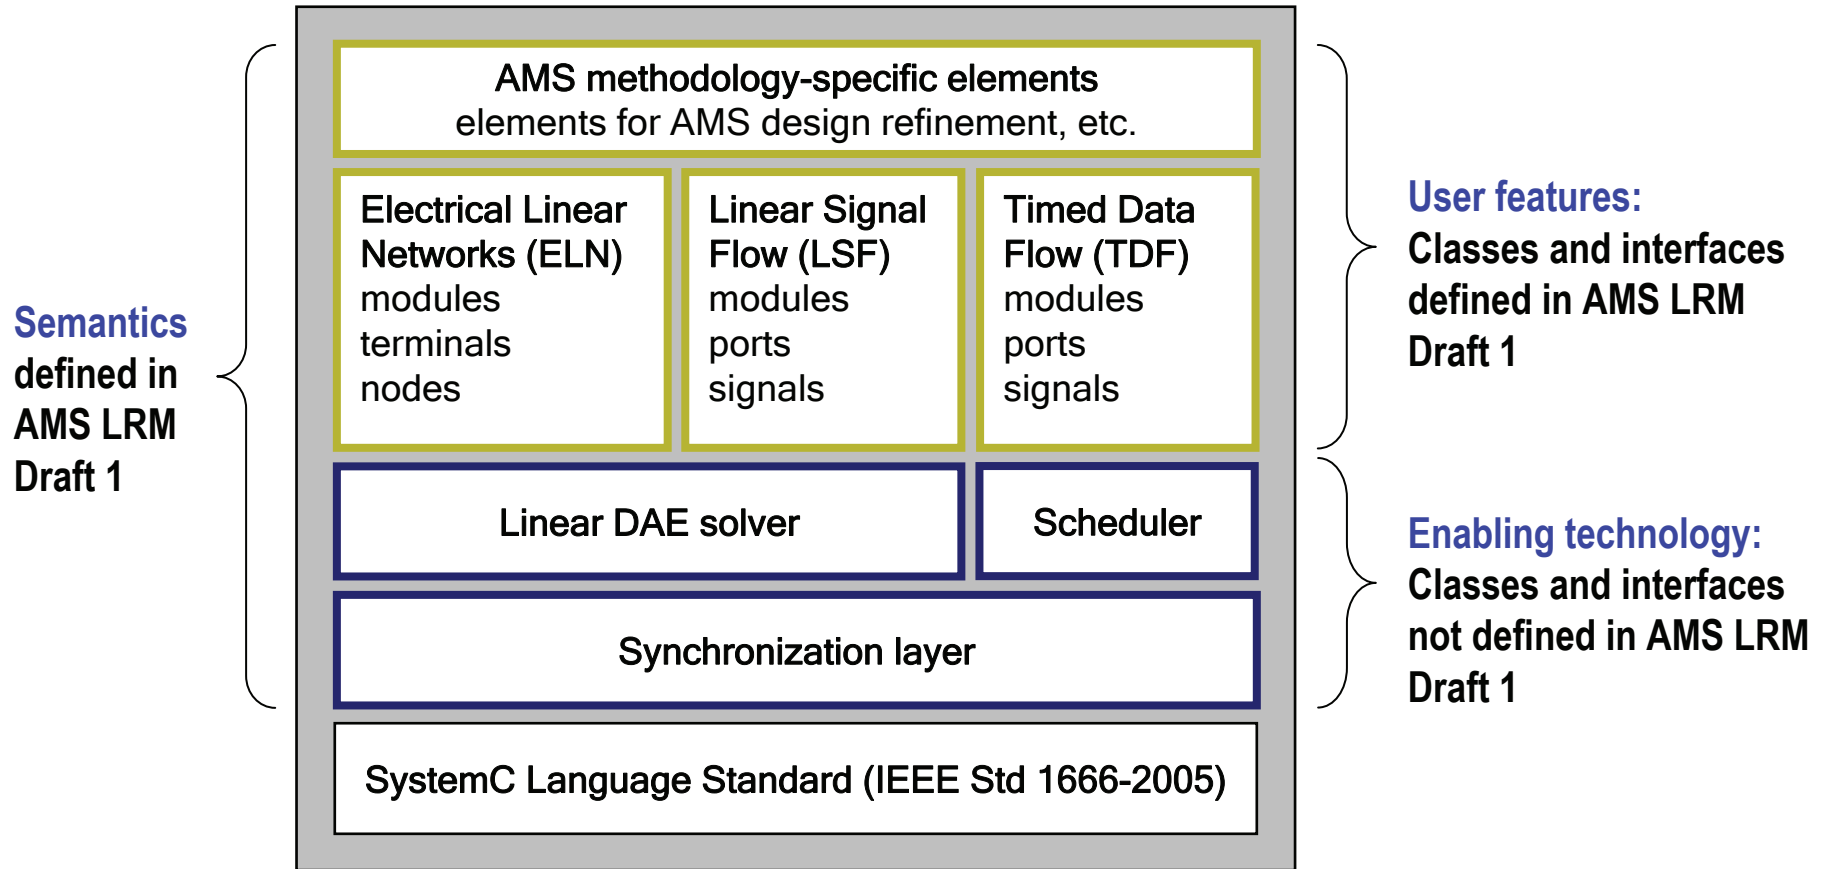 Semantics
defined in
AMS LRM
Draft 1
AMS methodology-specific elements
elements for AMS design refinement, etc.
Electrical Linear
Networks (ELN)
modules
terminals
nodes
Linear Signal
Flow (LSF)
modules
ports
signals
Timed Data
Flow (TDF)
modules
ports
signals
Linear DAE solver
Scheduler
Synchronization layer
SystemC Language Standard (IEEE Std 1666-2005)
User features:
Classes and interfaces
defined in AMS LRM
Draft 1
Enabling technology:
Classes and interfaces
not defined in AMS LRM
Draft 1